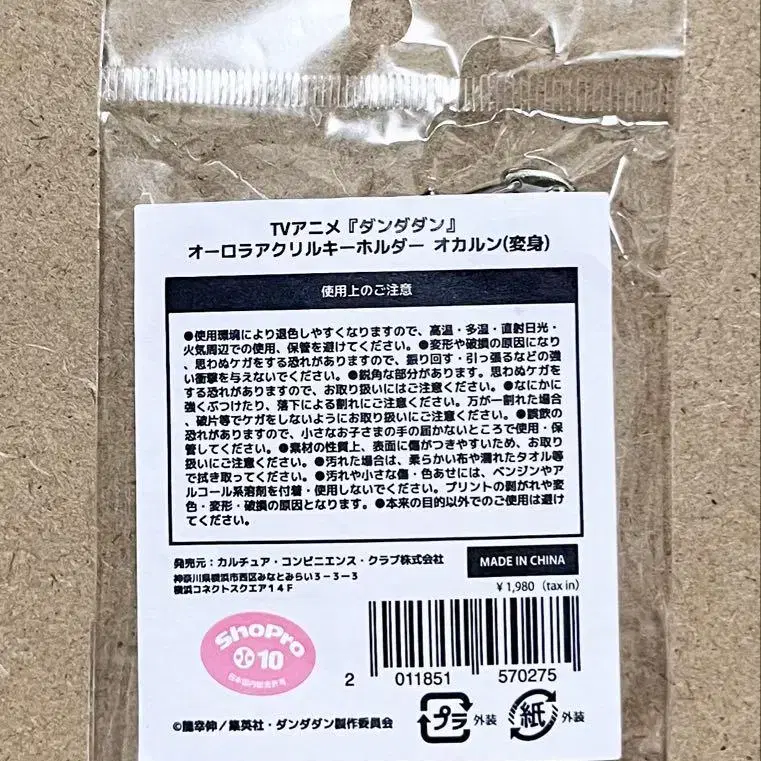 TVアニメ『ダンダダン』
オーロラアクリルキーホルダー オカルン(変身)
使用上のご注意
●使用環境により退色しやすくなりますので、高温・多湿・直射日光・
火気周辺での使用、保管を避けてください。●変形や破損の原因になり
、思わぬケガをする恐れがありますので、振り回す・引っ張るなどの強
い衝撃を与えないでください。●鋭角な部分があります。思わぬケガを
する恐れがありますので、お取り扱いにはご注意ください。●なにかに
強くぶつけたり、落下による割れにご注意ください。万が一割れた場合
、破片等でケガをしないようにお取り扱いにご注意ください。●誤飲の
恐れがありますので、小さなお子さまの手の届かないところで使用・保
管してください。●素材の性質上、表面に傷がつきやすいため、お取り
扱いにご注意ください。●汚れた場合は、柔らかい布や濡れたタオル等
で拭き取ってください。●汚れや小さな傷・色あせには、ベンジンやア
ルコール系溶剤を付着・使用しないでください。プリントの剝がれや変
色・変形・破損の原因となります。●本来の目的以外でのご使用は避け
てください。
発売元：カルチュア・コンビニエンス・クラブ株式会社
神奈川県横浜市西区みなとみらい3-3-3
横浜コネクトスクエア14F
MADE IN CHINA
¥1,980 (tax in)
ShoPro
10
日本国内販売許可
2 011851 570275
プラ 外装
紙 外装
©龍幸伸／集英社・ダンダダン製作委員会